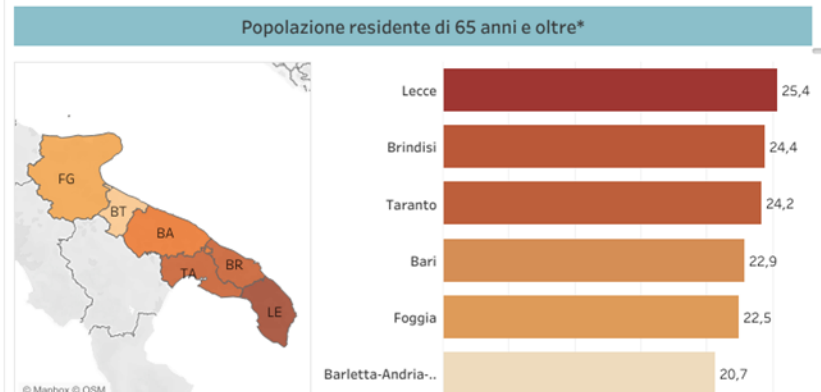 Popolazione residente di 65 anni e oltre*
FG
BT
BA
TA
BR
LE
© Mapbox © OSM
Lecce 25,4
Brindisi 24,4
Taranto 24,2
Bari 22,9
Foggia 22,5
Barletta-Andria-.. 20,7